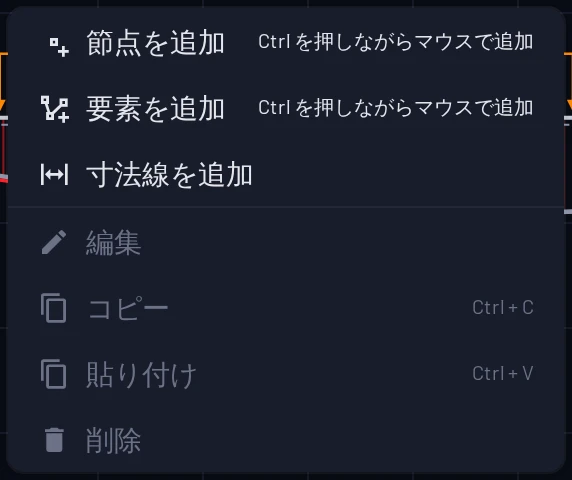 節点を追加 Ctrl を押しながらマウスで追加
要素を追加 Ctrl を押しながらマウスで追加
寸法線を追加
編集
コピー Ctrl + C
貼り付け Ctrl + V
削除